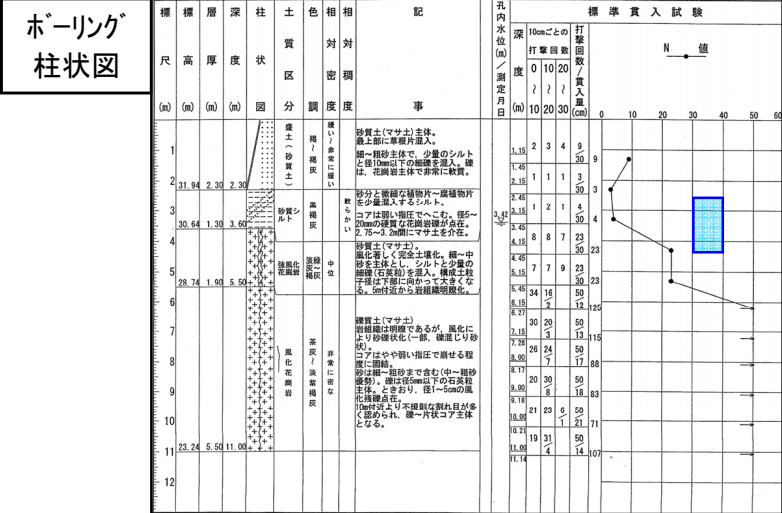 ボーリング
柱状図
標尺(m)
標高(m)
層厚(m)
深度(m)
柱状図
土質区分
色調
相対密度
相対稠度
記事
孔内水位(m)/測定月日
標準貫入試験
深度(m)
10cmごとの
打撃回数
0 10 20
〜 〜 〜
10 20 30
打撃回数/貫入量(cm)
N 値
0 10 20 30 40 50 60
盛土(砂質土)
褐〜褐灰
緩い〜非常に緩い
砂質土(マサ土)主体。
最上部に草根片混入。
細〜粗砂主体で、少量のシルト
と径10mm以下の細礫を混入。礫
は、花崗岩主体で非常に軟質。
31.94 2.30 2.30
砂質シルト
黒褐灰
軟らかい
砂分と微細な植物片〜腐植物片
を少量混入するシルト。
コアは弱い指圧でへこむ。径5〜
20mmの硬質な花崗岩礫が点在。
2.75〜3.2m間にマサ土を介在。
30.64 1.30 3.60
強風化花崗岩
淡緑灰〜褐灰
中位
砂質土(マサ土)。
風化著しく完全土壌化。細〜中
砂を主体とし、シルトと少量の
細礫(石英粒)を混入。構成土粒
子径は下部に向かって大きくな
る。5m付近から岩組織明瞭化。
28.74 1.90 5.50
風化花崗岩
茶灰〜淡紫褐灰
非常に密な
礫質土(マサ土)
岩組織は明瞭であるが、風化に
より砂礫状化(一部、礫混じり砂
状)。
コアはやや弱い指圧で崩せる程
度に固結。
砂は細〜粗砂まで含む(中〜粗砂
優勢)。礫は径5mm以下の石英粒
主体。ときおり、径1〜5cmの風
化残礫点在。
10m付近より不規則な割れ目が多
く認められ、礫〜片状コア主体
となる。
23.24 5.50 11.00
1
2
3
4
5
6
7
8
9
10
11
12
3.42
1.15 2 3 4 9/30 9
1.45
2.15 1 1 1 3/30 3
2.45
3.15 1 2 1 4/30 4
3.45
4.15 8 8 7 23/30 23
4.45
5.15 7 7 9 23/30 23
5.45
6.15 34 16/2 50/12 125
6.27
7.15 30 20/3 50/13 115
7.28
8.00 26 24/7 50/17 88
8.17
9.00 20 30/8 50/18 83
9.18
10.00 21 23 6/1 50/21 71
10.21
11.00 19 31/4 50/14 107
11.14